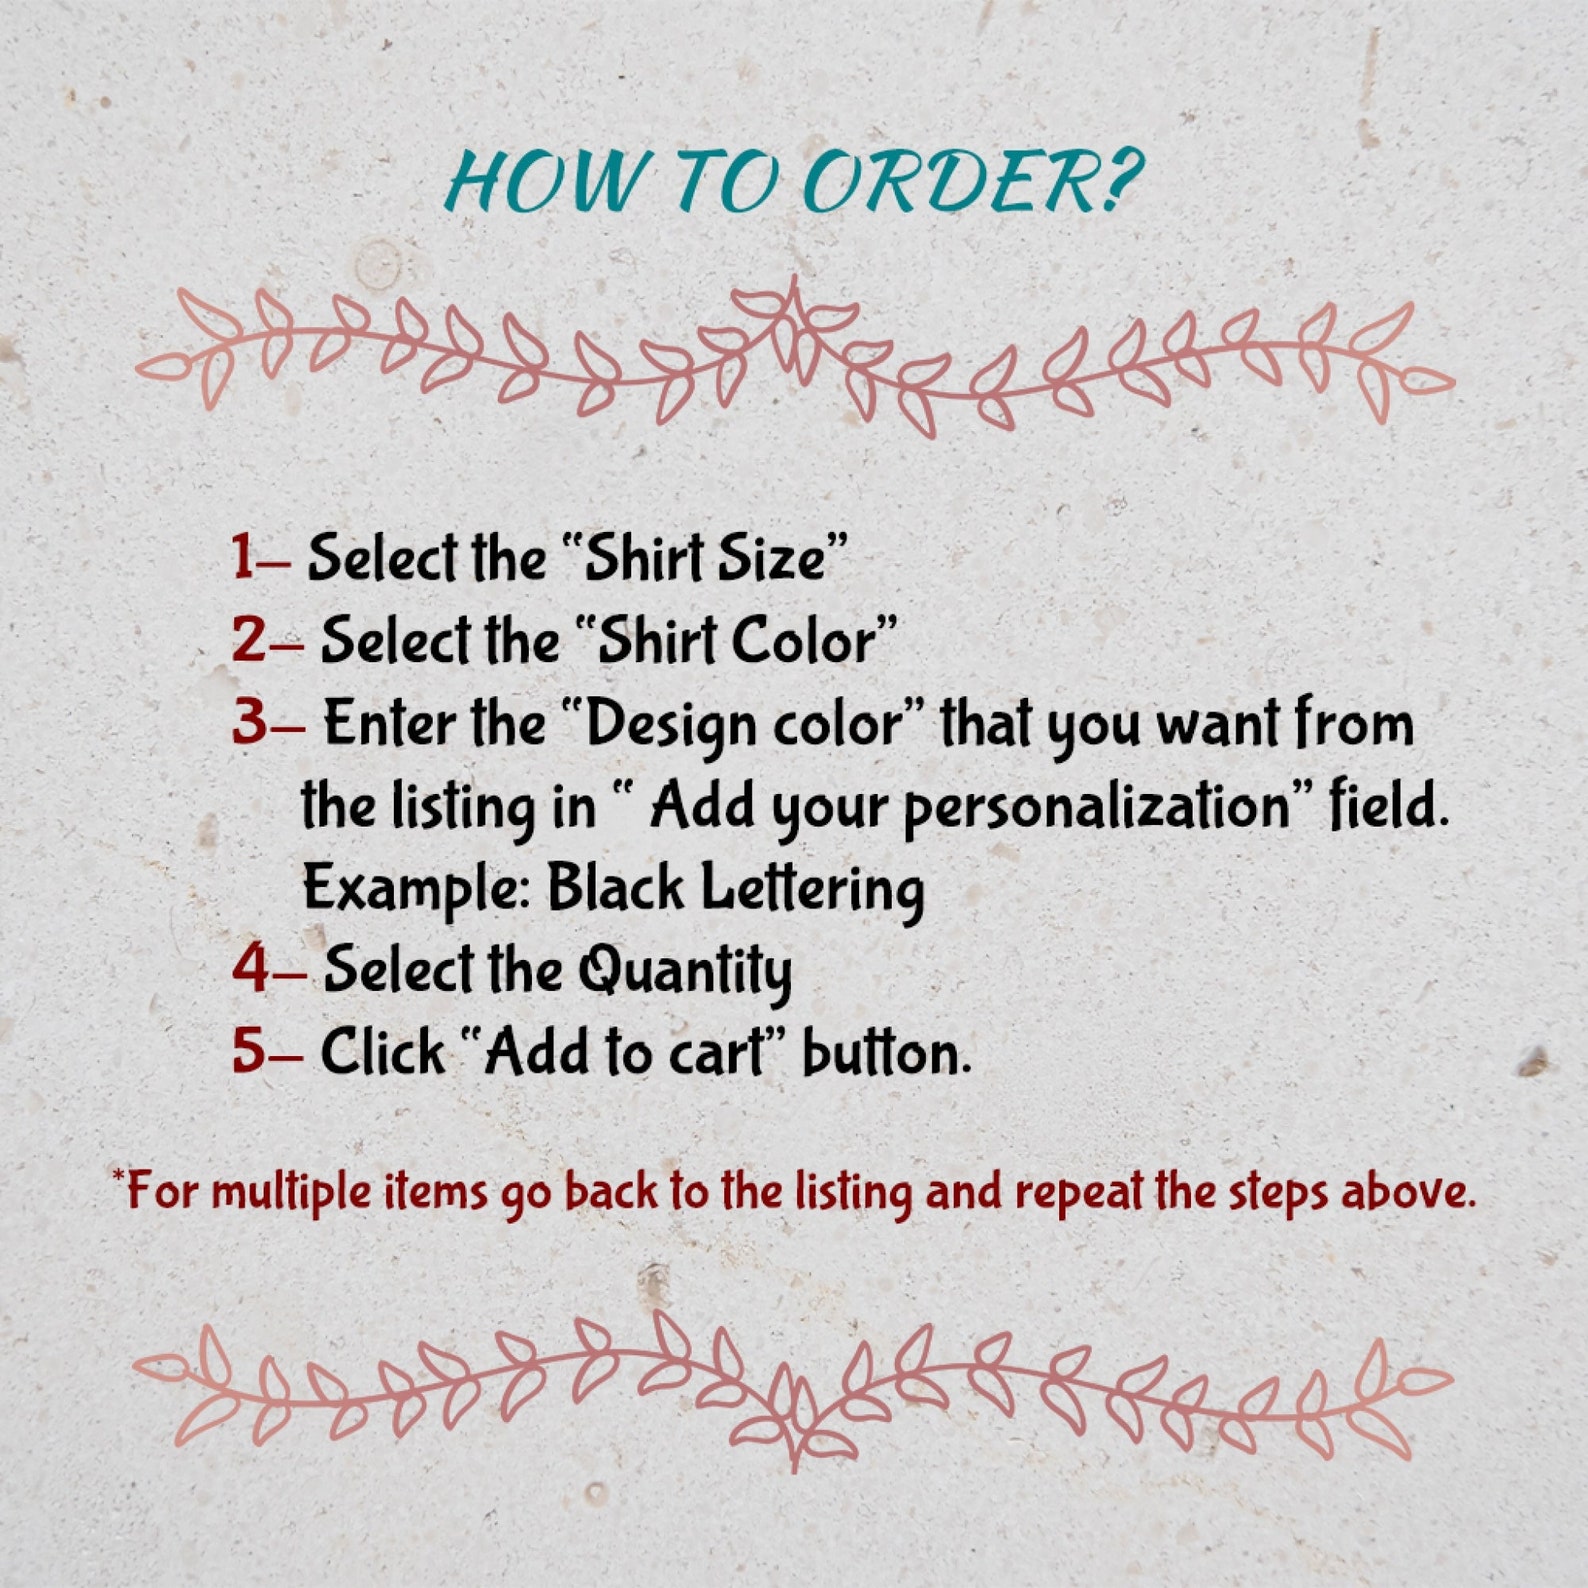 HOW TO ORDER?
1– Select the “Shirt Size”
2– Select the “Shirt Color”
3– Enter the “Design color” that you want from
the listing in “ Add your personalization” field.
Example: Black Lettering
4– Select the Quantity
5– Click “Add to cart” button.
*For multiple items go back to the listing and repeat the steps above.